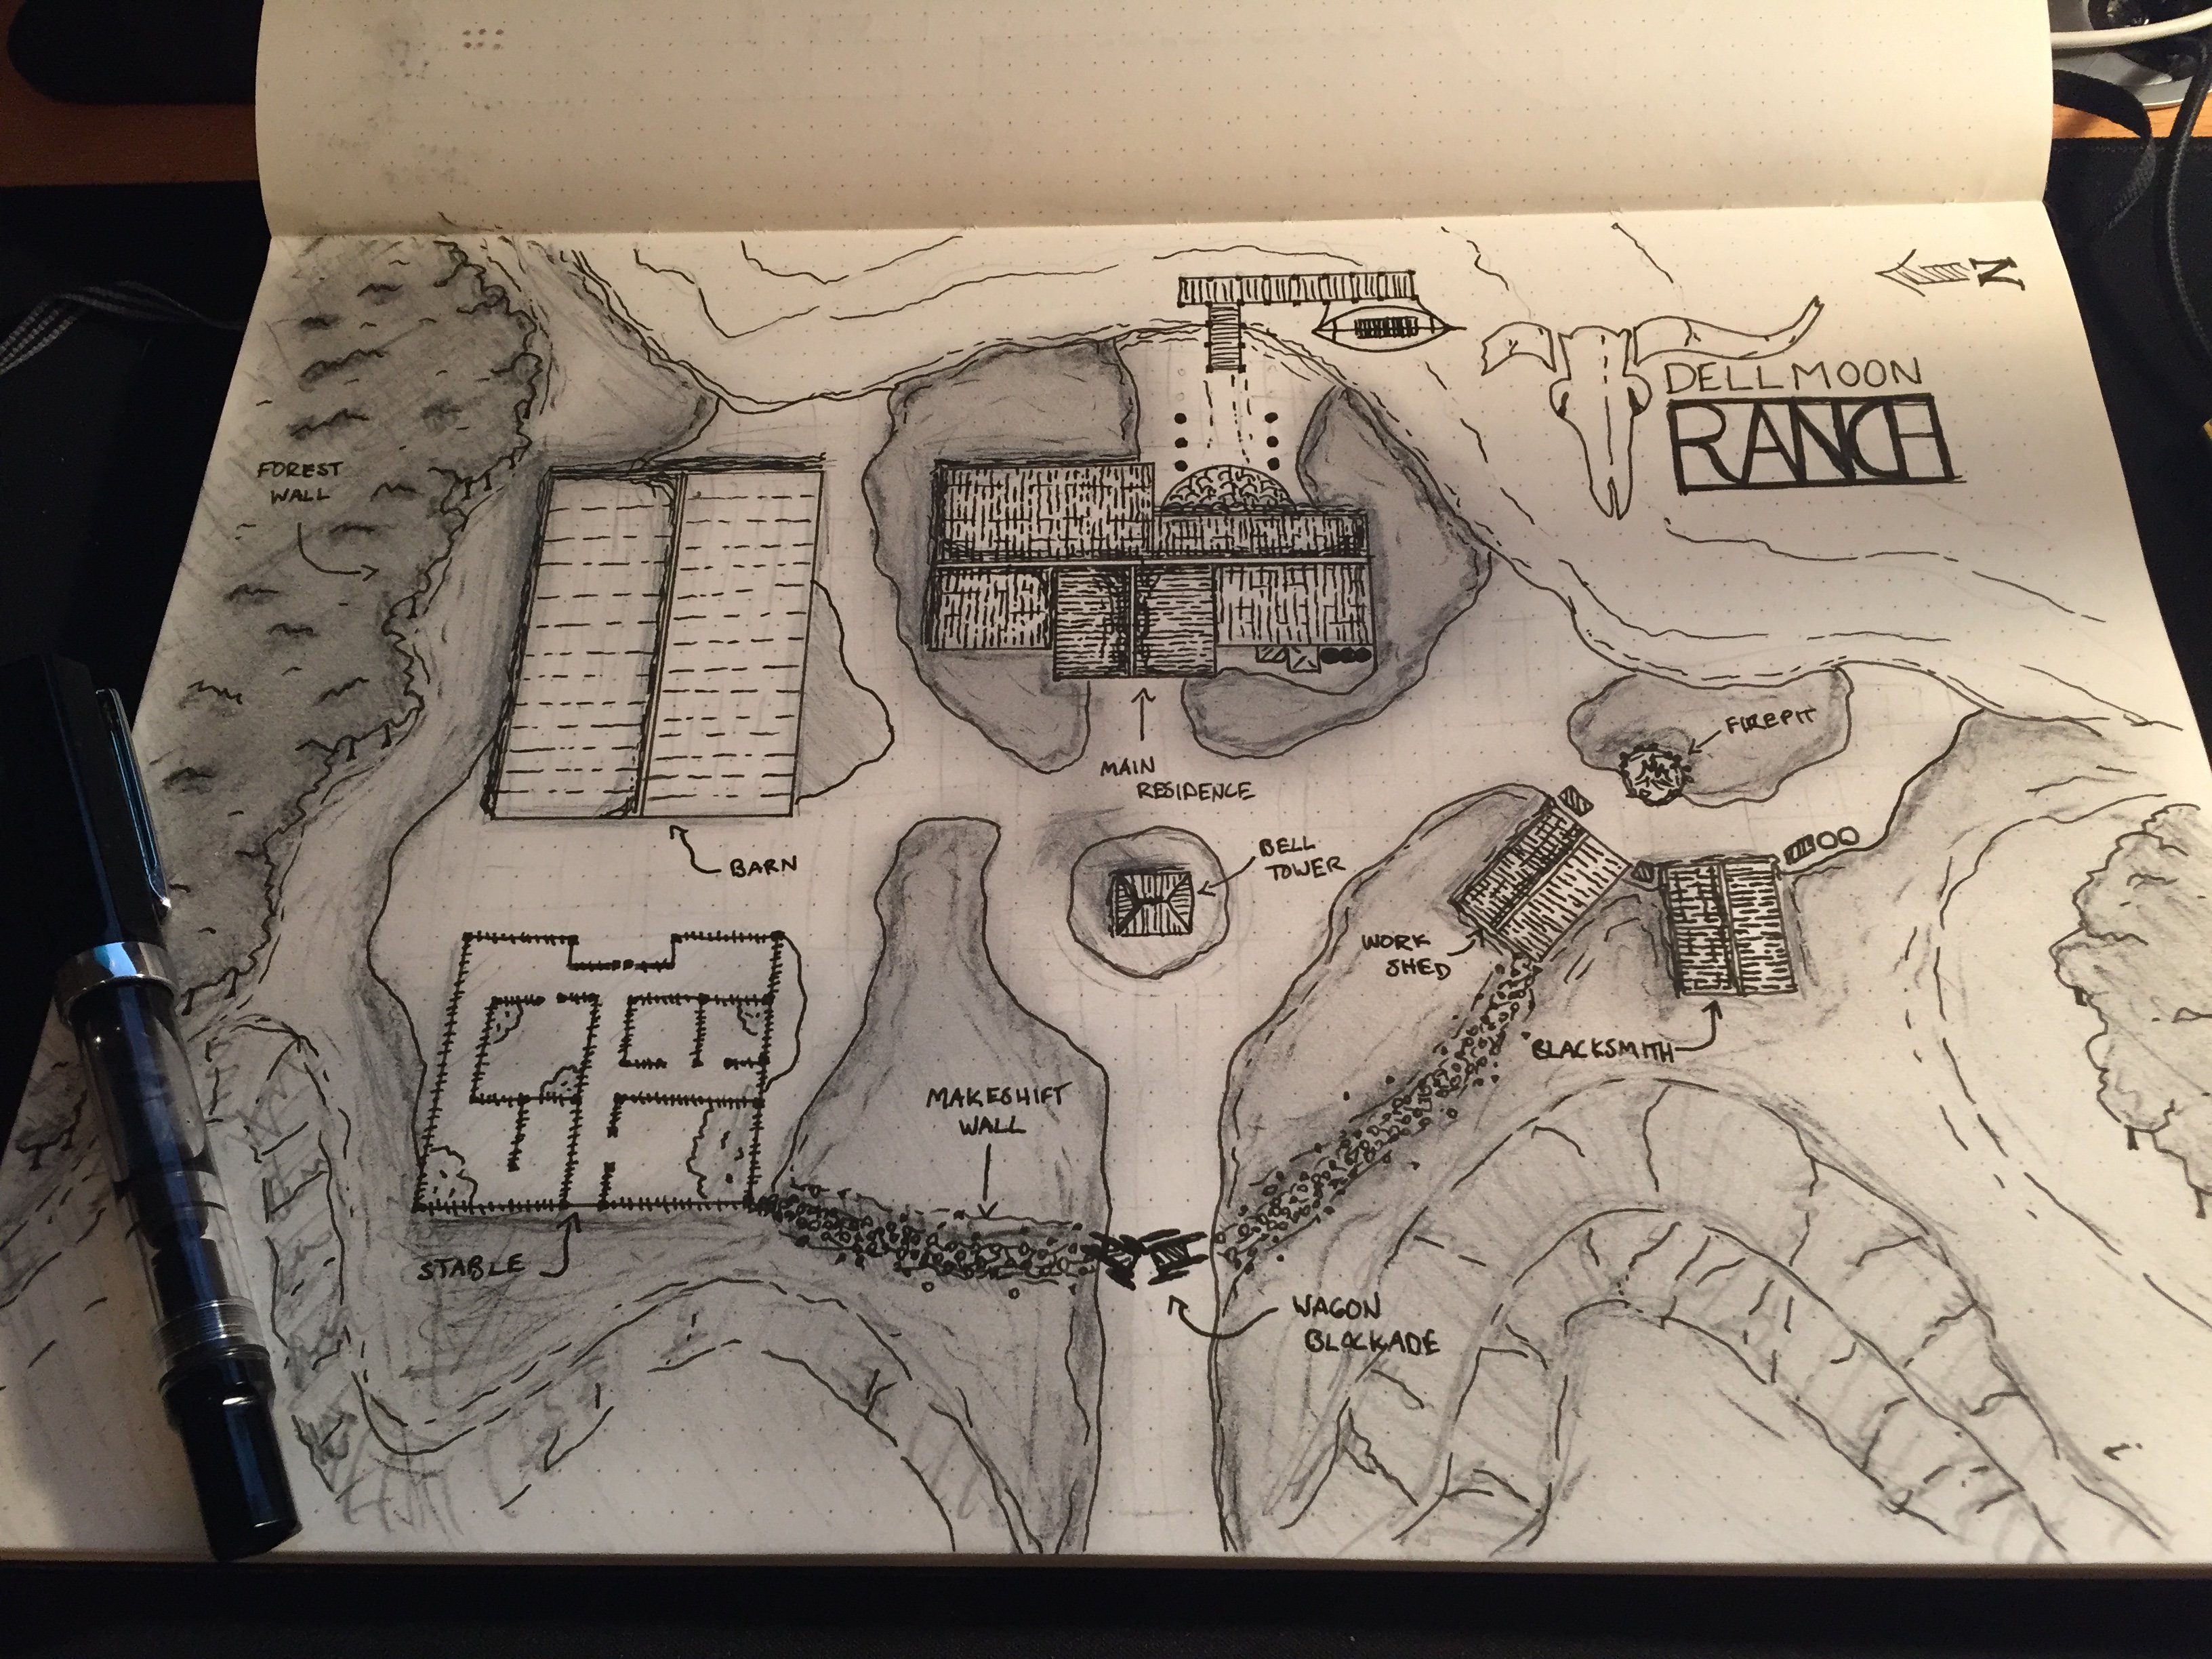 N
DELLMOON
RANCH
FOREST
WALL
FIREPIT
MAIN
RESIDENCE
BELL
TOWER
BARN
WORK
SHED
BLACKSMITH
MAKESHIFT
WALL
STABLE
WAGON
BLOCKADE